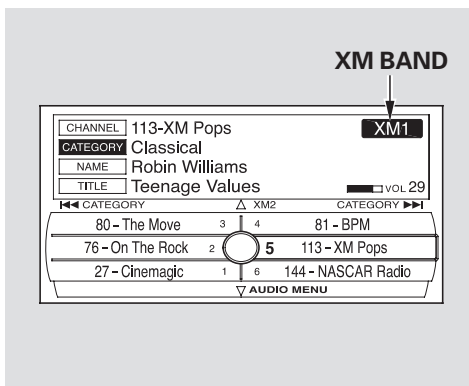 XM BAND
CHANNEL 113-XM Pops XM1
CATEGORY Classical
NAME Robin Williams
TITLE Teenage Values VOL 29
CATEGORY XM2 CATEGORY
80 - The Move 3 4 81 - BPM
76 - On The Rock 2 5 113 - XM Pops
27 - Cinemagic 1 6 144 - NASCAR Radio
AUDIO MENU